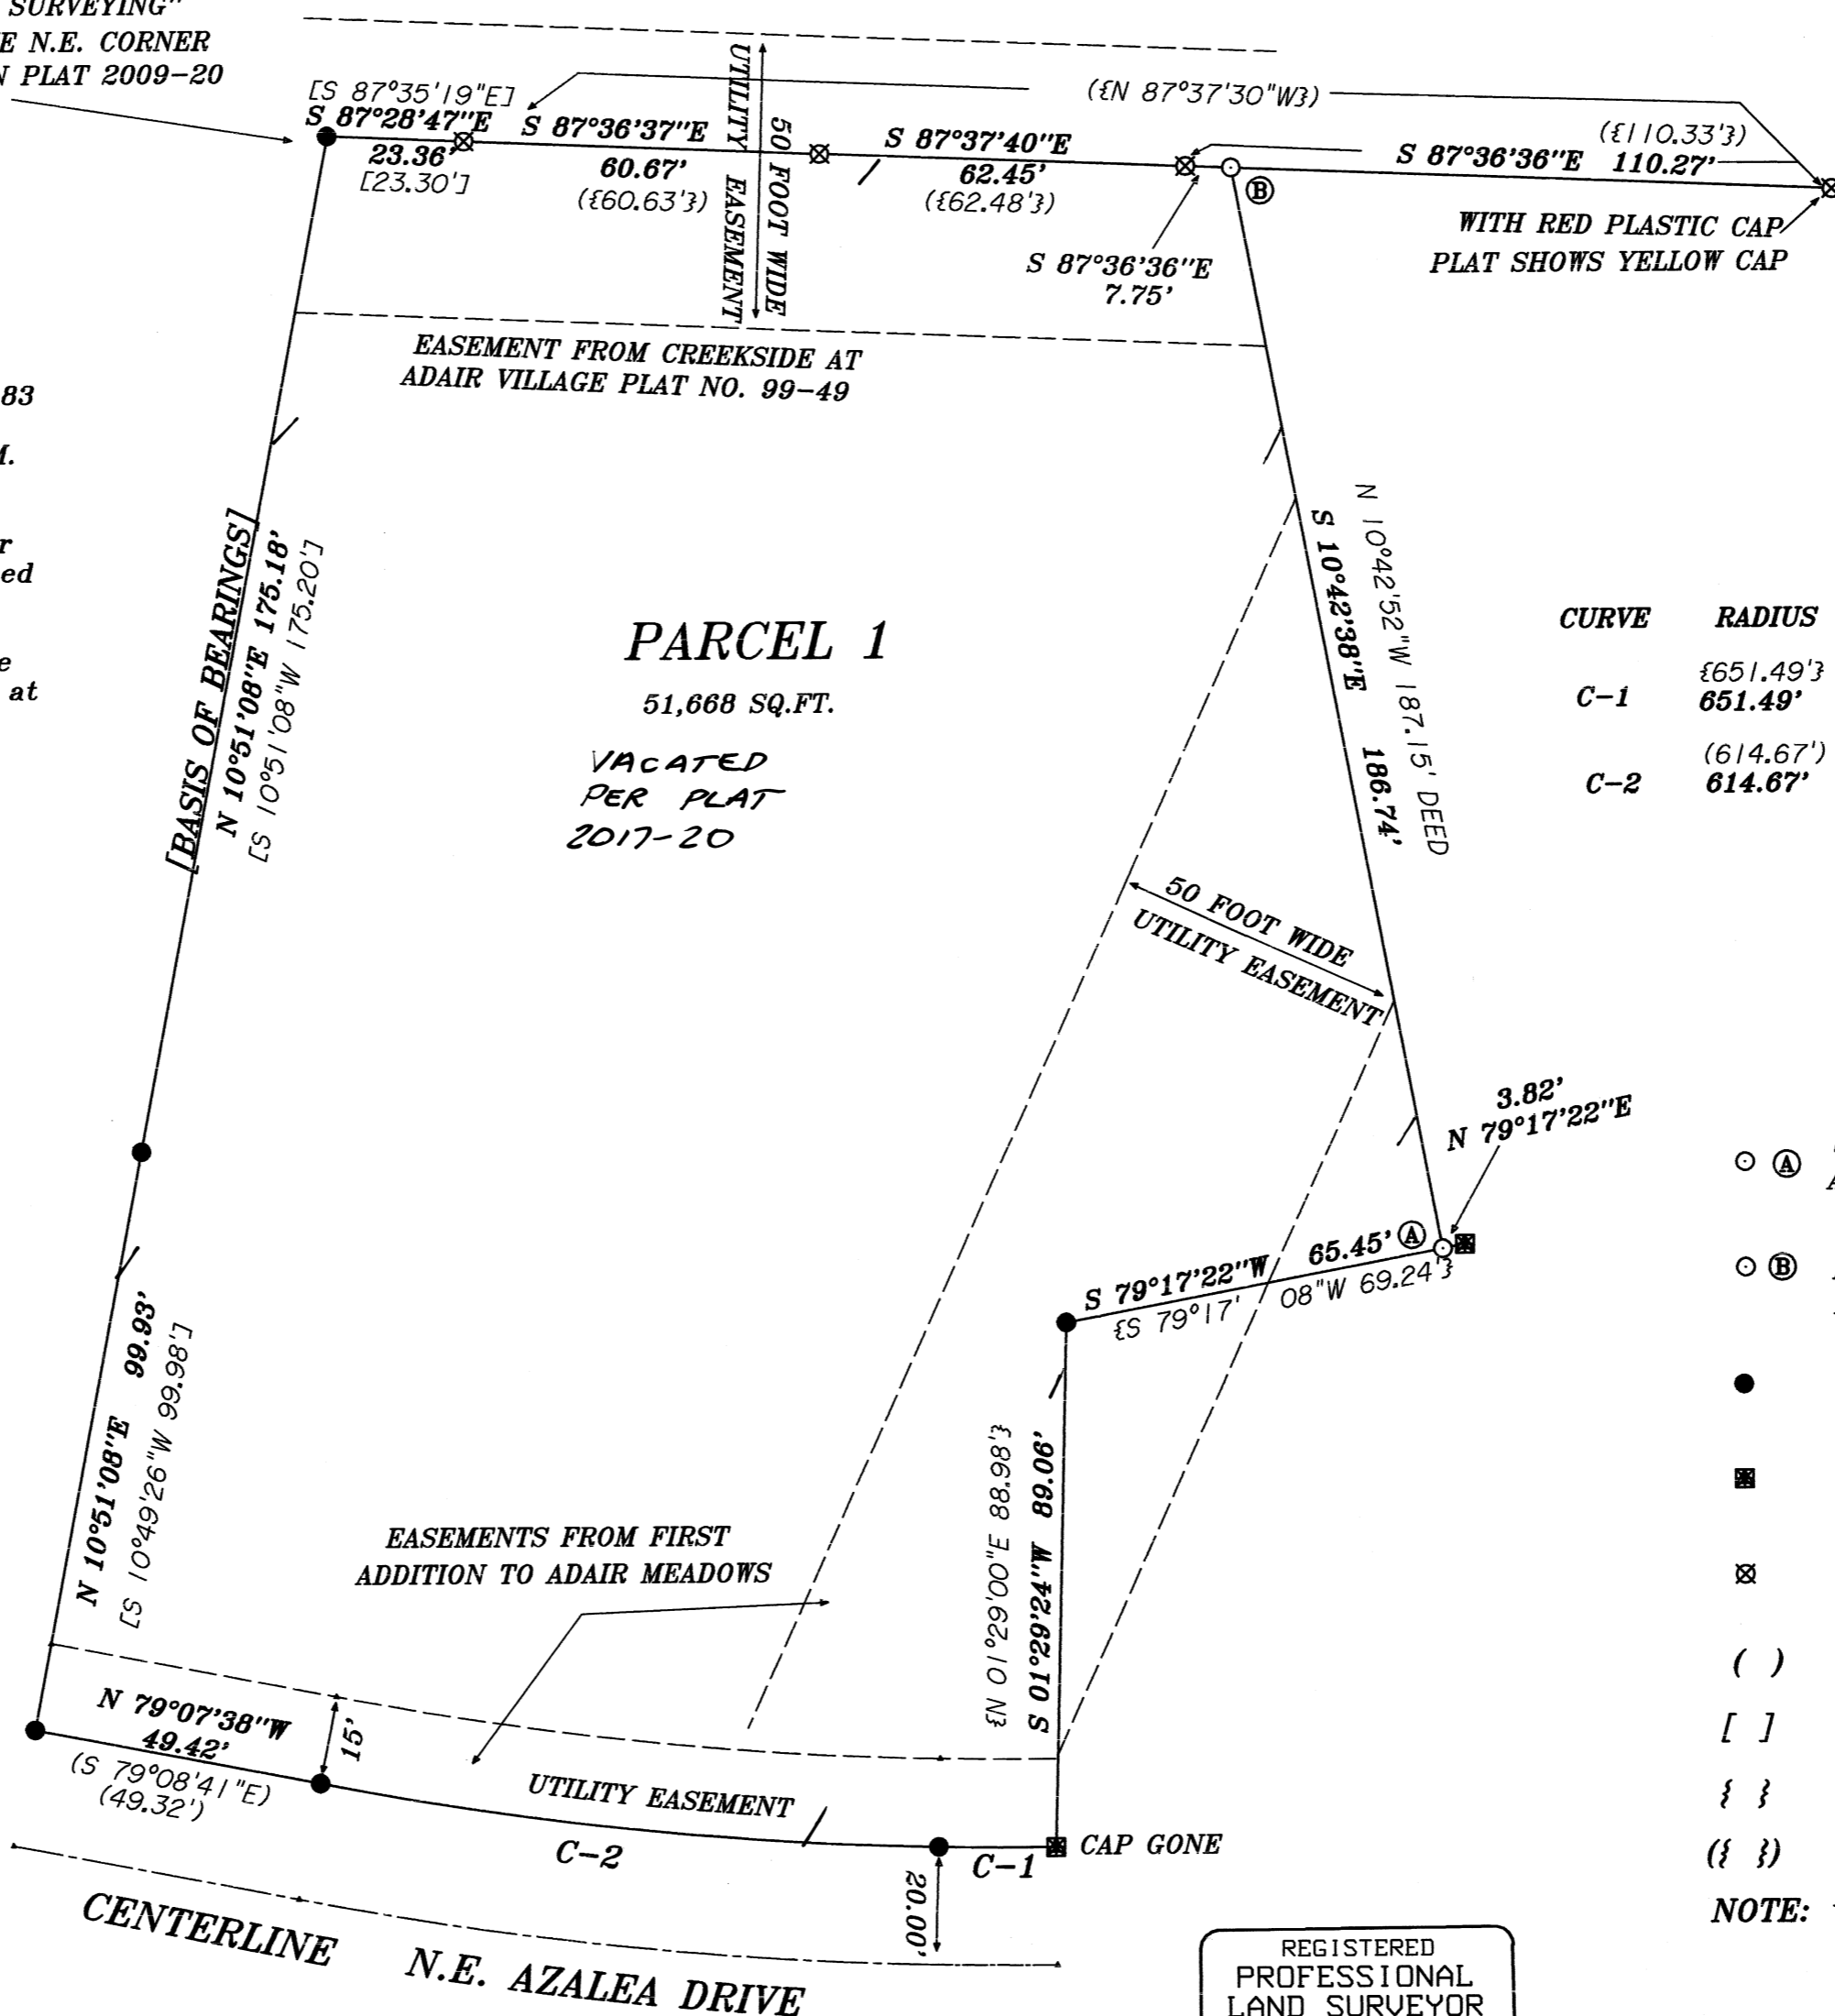 SURVEYING"
E N.E. CORNER
N PLAT 2009-20
[S 87°35'19"E]
S 87°28'47"E
23.36'
[23.30']
S 87°36'37"E
60.67'
({60.63'})
UTILITY EASEMENT
50 FOOT WIDE
S 87°37'40"E
62.45'
({62.48'})
({N 87°37'30"W})
({110.33'})
S 87°36'36"E 110.27'
B
S 87°36'36"E
7.75'
WITH RED PLASTIC CAP
PLAT SHOWS YELLOW CAP
EASEMENT FROM CREEKSIDE AT
ADAIR VILLAGE PLAT NO. 99-49
83
M.
r
ed
e
at
[BASIS OF BEARINGS]
N 10°51'08"E 175.18'
[S 10°51'08"W 175.20']
PARCEL 1
51,668 SQ.FT.
VACATED
PER PLAT
2017-20
N 10°42'52"W 187.15' DEED
S 10°42'38"E 186.74'
CURVE RADIUS
{651.49'}
C-1 651.49'
(614.67')
C-2 614.67'
50 FOOT WIDE
UTILITY EASEMENT
3.82'
N 79°17'22"E
S 79°17'22"W 65.45' A
{S 79°17'08"W 69.24'}
A
B
N 10°51'08"E 99.93'
[S 10°49'26"W 99.98']
{N 01°29'00"E 88.98'}
S 01°29'24"W 89.06'
EASEMENTS FROM FIRST
ADDITION TO ADAIR MEADOWS
N 79°07'38"W
49.42'
(S 79°08'41"E)
(49.32')
15'
UTILITY EASEMENT
C-2
C-1
CAP GONE
20.00'
CENTERLINE N.E. AZALEA DRIVE
( )
[ ]
{ }
({ })
NOTE:
REGISTERED
PROFESSIONAL
LAND SURVEYOR